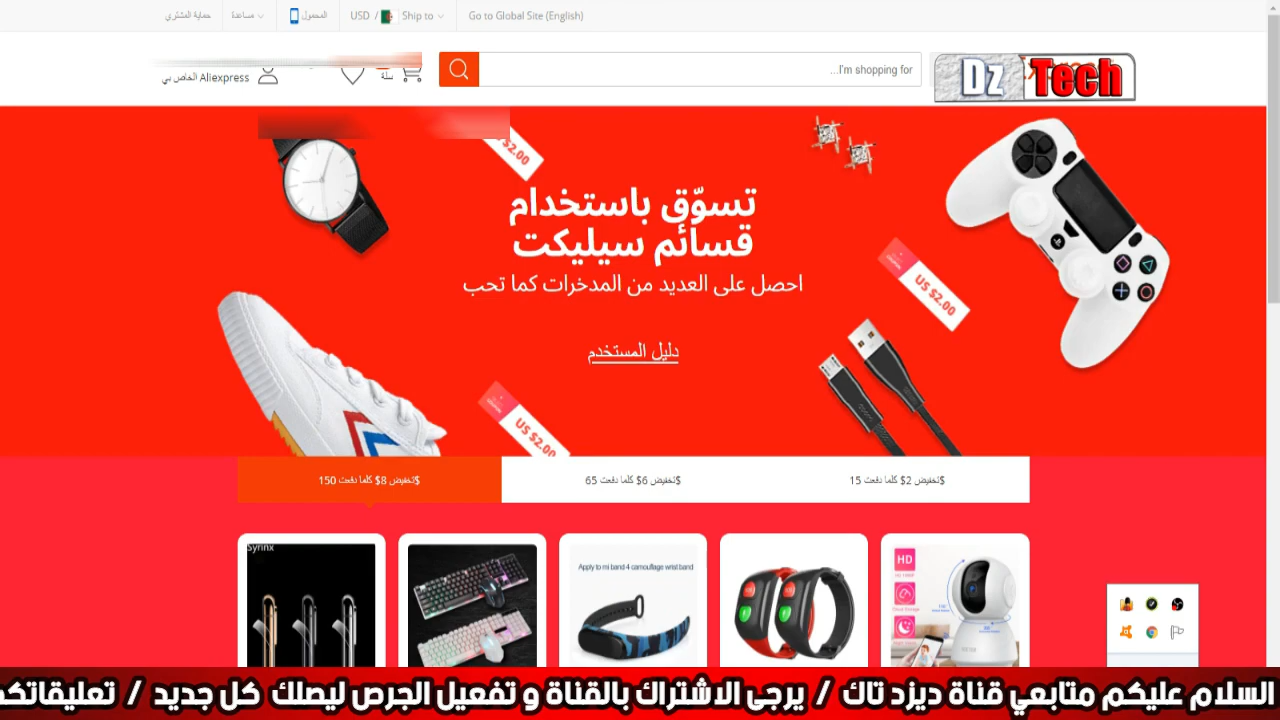 حماية المشتري
مساعدة
المحمول
USD / Ship to
Go to Global Site (English)
Aliexpress الخاص بي
سلة
I'm shopping for...
Dz Tech
US $2.00
تسوّق باستخدام
قسائم سيليكت
احصل على العديد من المدخرات كما تحب
دليل المستخدم
US $2.00
US $2.00
تخفيض 8$ كلما دفعت 150$
تخفيض 6$ كلما دفعت 65$
تخفيض 2$ كلما دفعت 15$
Syrinx
Apply to mi band 4 camouflage wrist band
HD
السلام عليكم متابعي قناة ديزد تاك / يرجى الاشتراك بالقناة و تفعيل الجرص ليصلك كل جديد / تعليقاتك